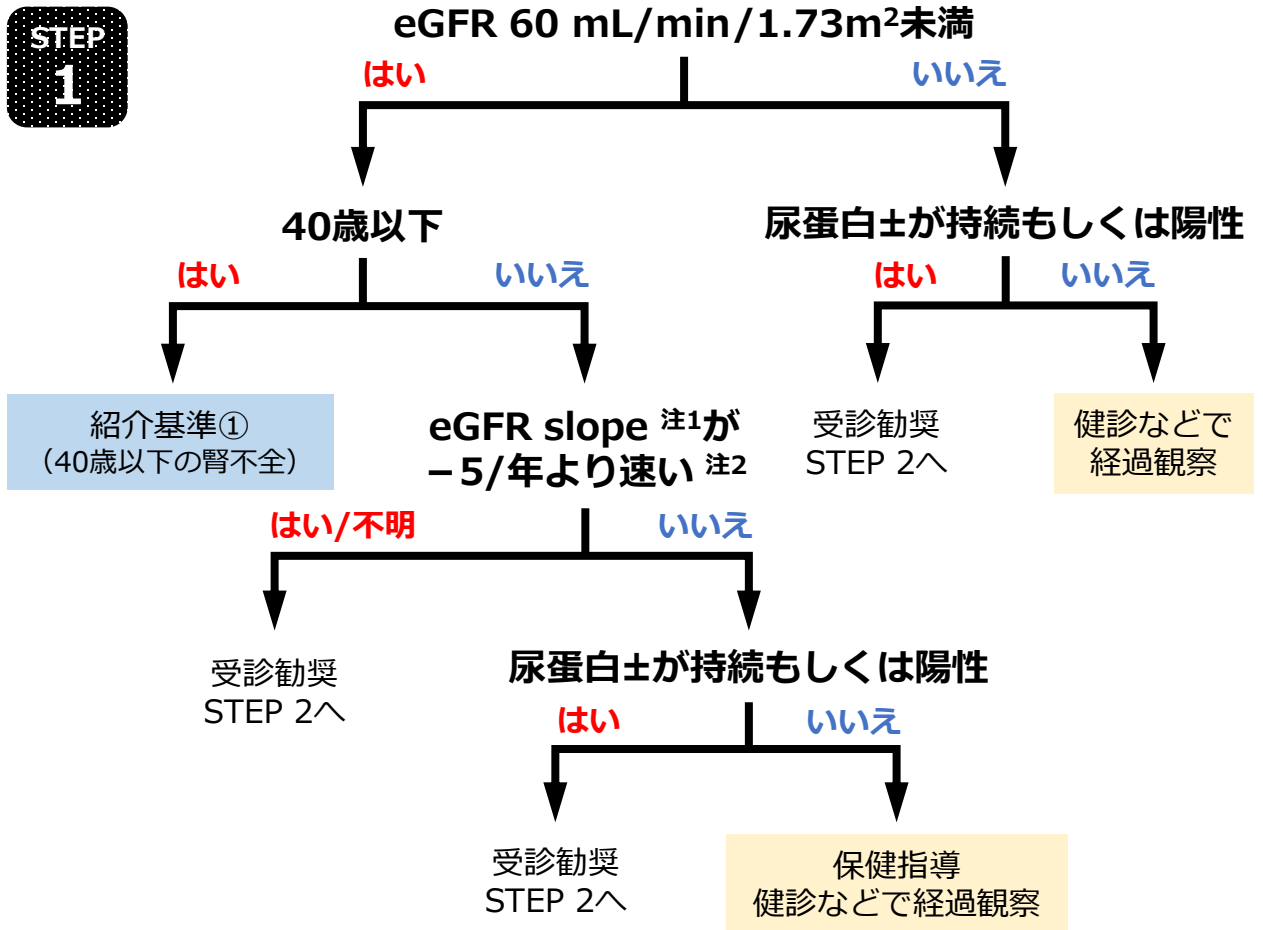 STEP
1
eGFR 60 mL/min/1.73m²未満
はい
いいえ
40歳以下
尿蛋白±が持続もしくは陽性
はい
いいえ
はい
いいえ
紹介基準①
（40歳以下の腎不全）
eGFR slope 注1が
－5/年より速い 注2
受診勧奨
STEP 2へ
健診などで
経過観察
はい/不明
いいえ
受診勧奨
STEP 2へ
尿蛋白±が持続もしくは陽性
はい
いいえ
受診勧奨
STEP 2へ
保健指導
健診などで経過観察